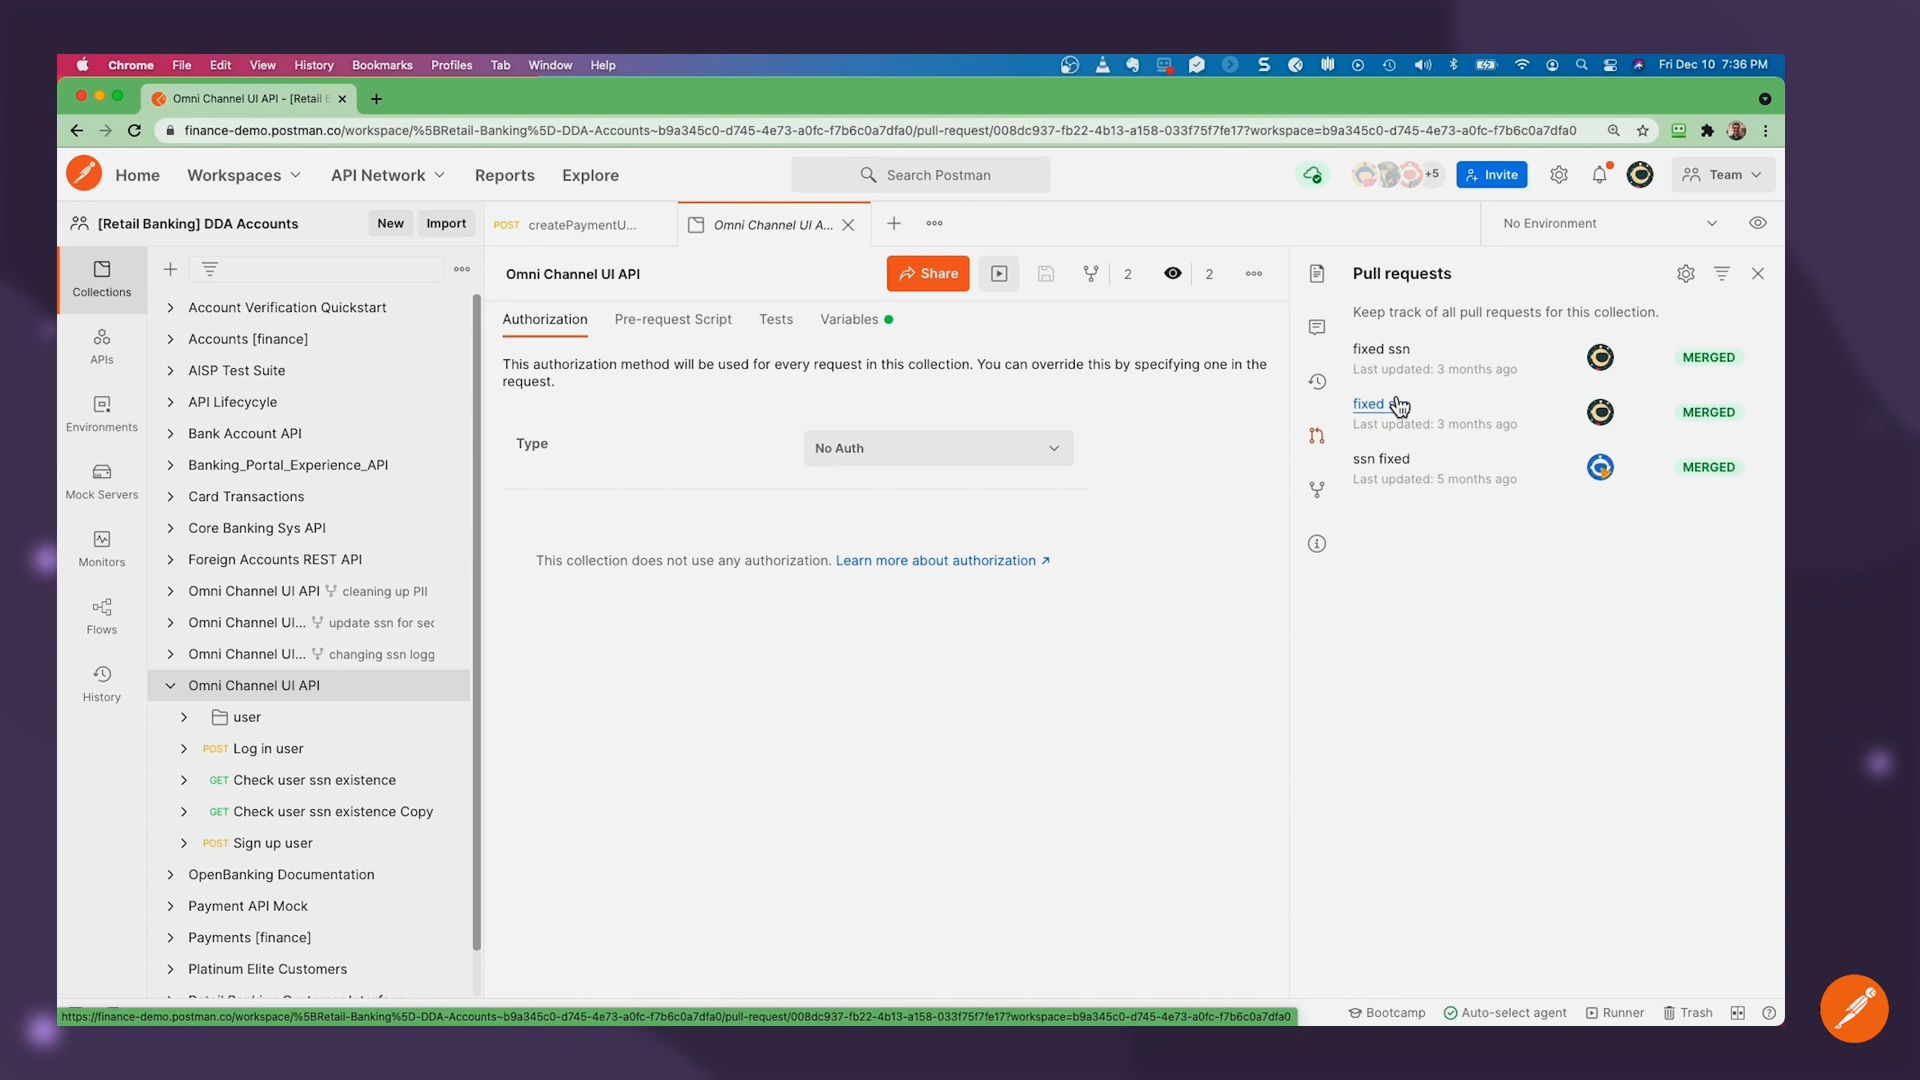 Chrome File Edit View History Bookmarks Profiles Tab Window Help Fri Dec 10 7:36 PM
Omni Channel UI API - [Retail
finance-demo.postman.co/workspace/%5BRetail-Banking%5D-DDA-Accounts~b9a345c0-d745-4e73-a0fc-f7b6c0a7dfa0/pull-request/008dc937-fb22-4b13-a158-033f75f7fe17?workspace=b9a345c0-d745-4e73-a0fc-f7b6c0a7dfa0
Home Workspaces API Network Reports Explore Search Postman +5 Invite Team
[Retail Banking] DDA Accounts New Import POST createPaymentU... Omni Channel UI A... No Environment
Collections
APIs
Environments
Mock Servers
Monitors
Flows
History
Account Verification Quickstart
Accounts [finance]
AISP Test Suite
API Lifecycyle
Bank Account API
Banking_Portal_Experience_API
Card Transactions
Core Banking Sys API
Foreign Accounts REST API
Omni Channel UI API cleaning up PII
Omni Channel UI... update ssn for sec
Omni Channel UI... changing ssn logg
Omni Channel UI API
user
POST Log in user
GET Check user ssn existence
GET Check user ssn existence Copy
POST Sign up user
OpenBanking Documentation
Payment API Mock
Payments [finance]
Platinum Elite Customers
Omni Channel UI API Share 2 2
Authorization Pre-request Script Tests Variables
This authorization method will be used for every request in this collection. You can override this by specifying one in the
request.
Type No Auth
This collection does not use any authorization. Learn more about authorization
Pull requests
Keep track of all pull requests for this collection.
fixed ssn MERGED
Last updated: 3 months ago
fixed MERGED
Last updated: 3 months ago
ssn fixed MERGED
Last updated: 5 months ago
https://finance-demo.postman.co/workspace/%5BRetail-Banking%5D-DDA-Accounts~b9a345c0-d745-4e73-a0fc-f7b6c0a7dfa0/pull-request/008dc937-fb22-4b13-a158-033f75f7fe17?workspace=b9a345c0-d745-4e73-a0fc-f7b6c0a7dfa0
Bootcamp Auto-select agent Runner Trash